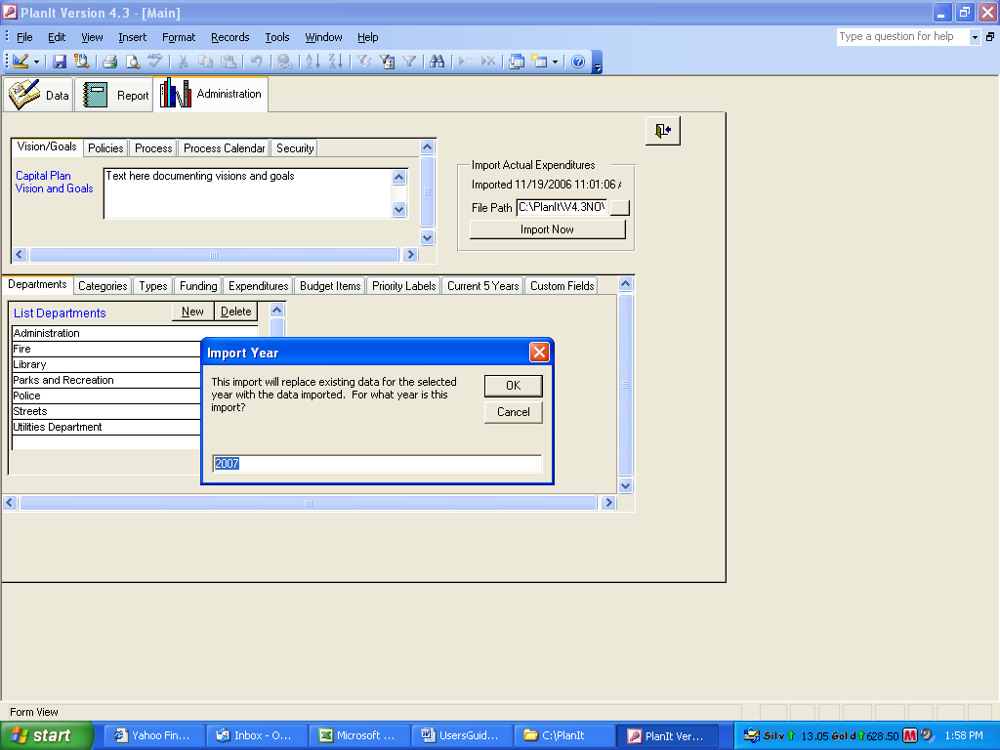 PlanIt Version 4.3 - [Main]
File Edit View Insert Format Records Tools Window Help
Type a question for help
Data Report Administration
Vision/Goals Policies Process Process Calendar Security
Capital Plan
Vision and Goals
Text here documenting visions and goals
Import Actual Expenditures
Imported 11/19/2006 11:01:06
File Path C:\PlanIt\V4.3NO
Import Now
Departments Categories Types Funding Expenditures Budget Items Priority Labels Current 5 Years Custom Fields
List Departments New Delete
Administration
Fire
Library
Parks and Recreation
Police
Streets
Utilities Department
Import Year
This import will replace existing data for the selected
year with the data imported. For what year is this
import?
OK
Cancel
2007
Form View
start Yahoo Fin... Inbox - O... Microsoft ... UsersGuid... C:\PlanIt PlanIt Ver... Silv 13.05 Gold 628.50 M 1:58 PM